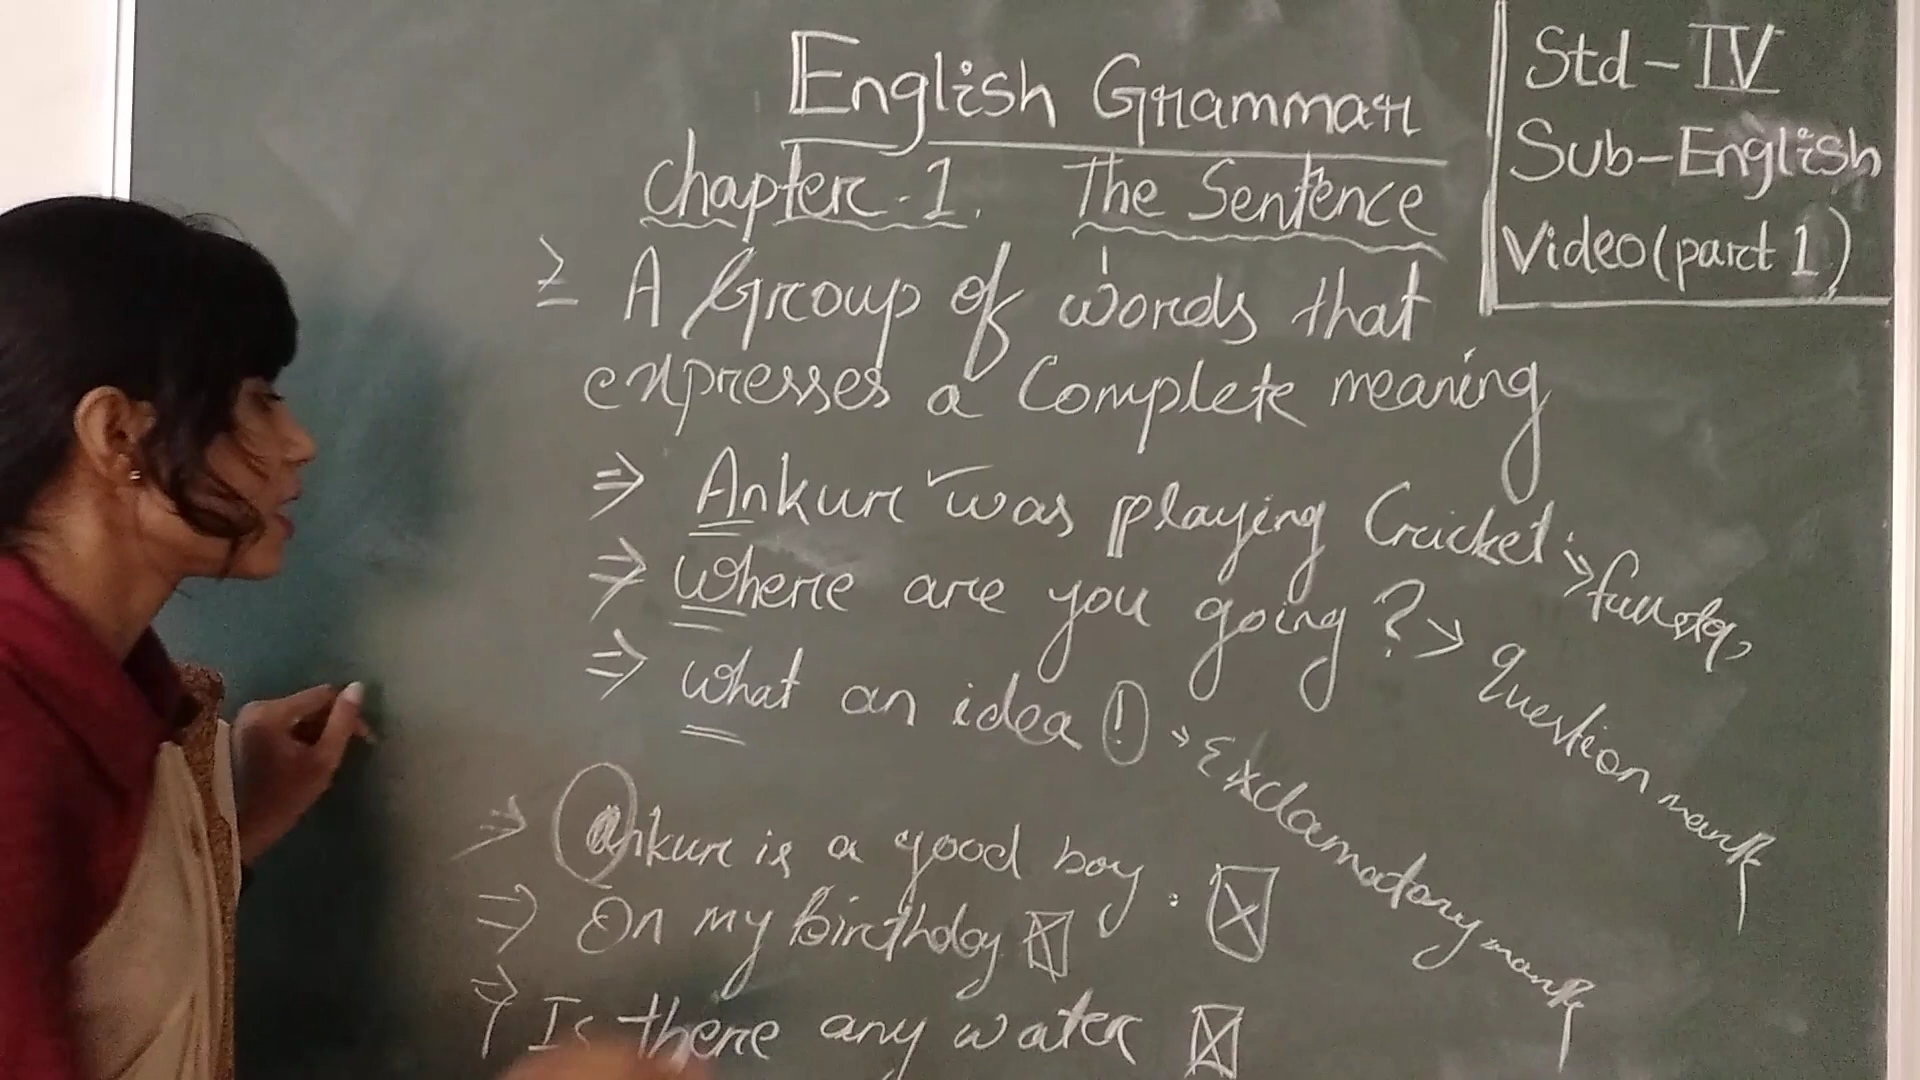 English Grammar
Chapter-1. The Sentence
Std-IV
Sub-English
Video (part 1)
A Group of words that
expresses a Complete meaning
⇒ Ankur was playing Cricket. → fullstop
⇒ Where are you going ? → Question mark
⇒ What an idea ! → Exclamatory mark
⇒ ankur is a good boy.
⇒ On my birthday
⇒ Is there any water